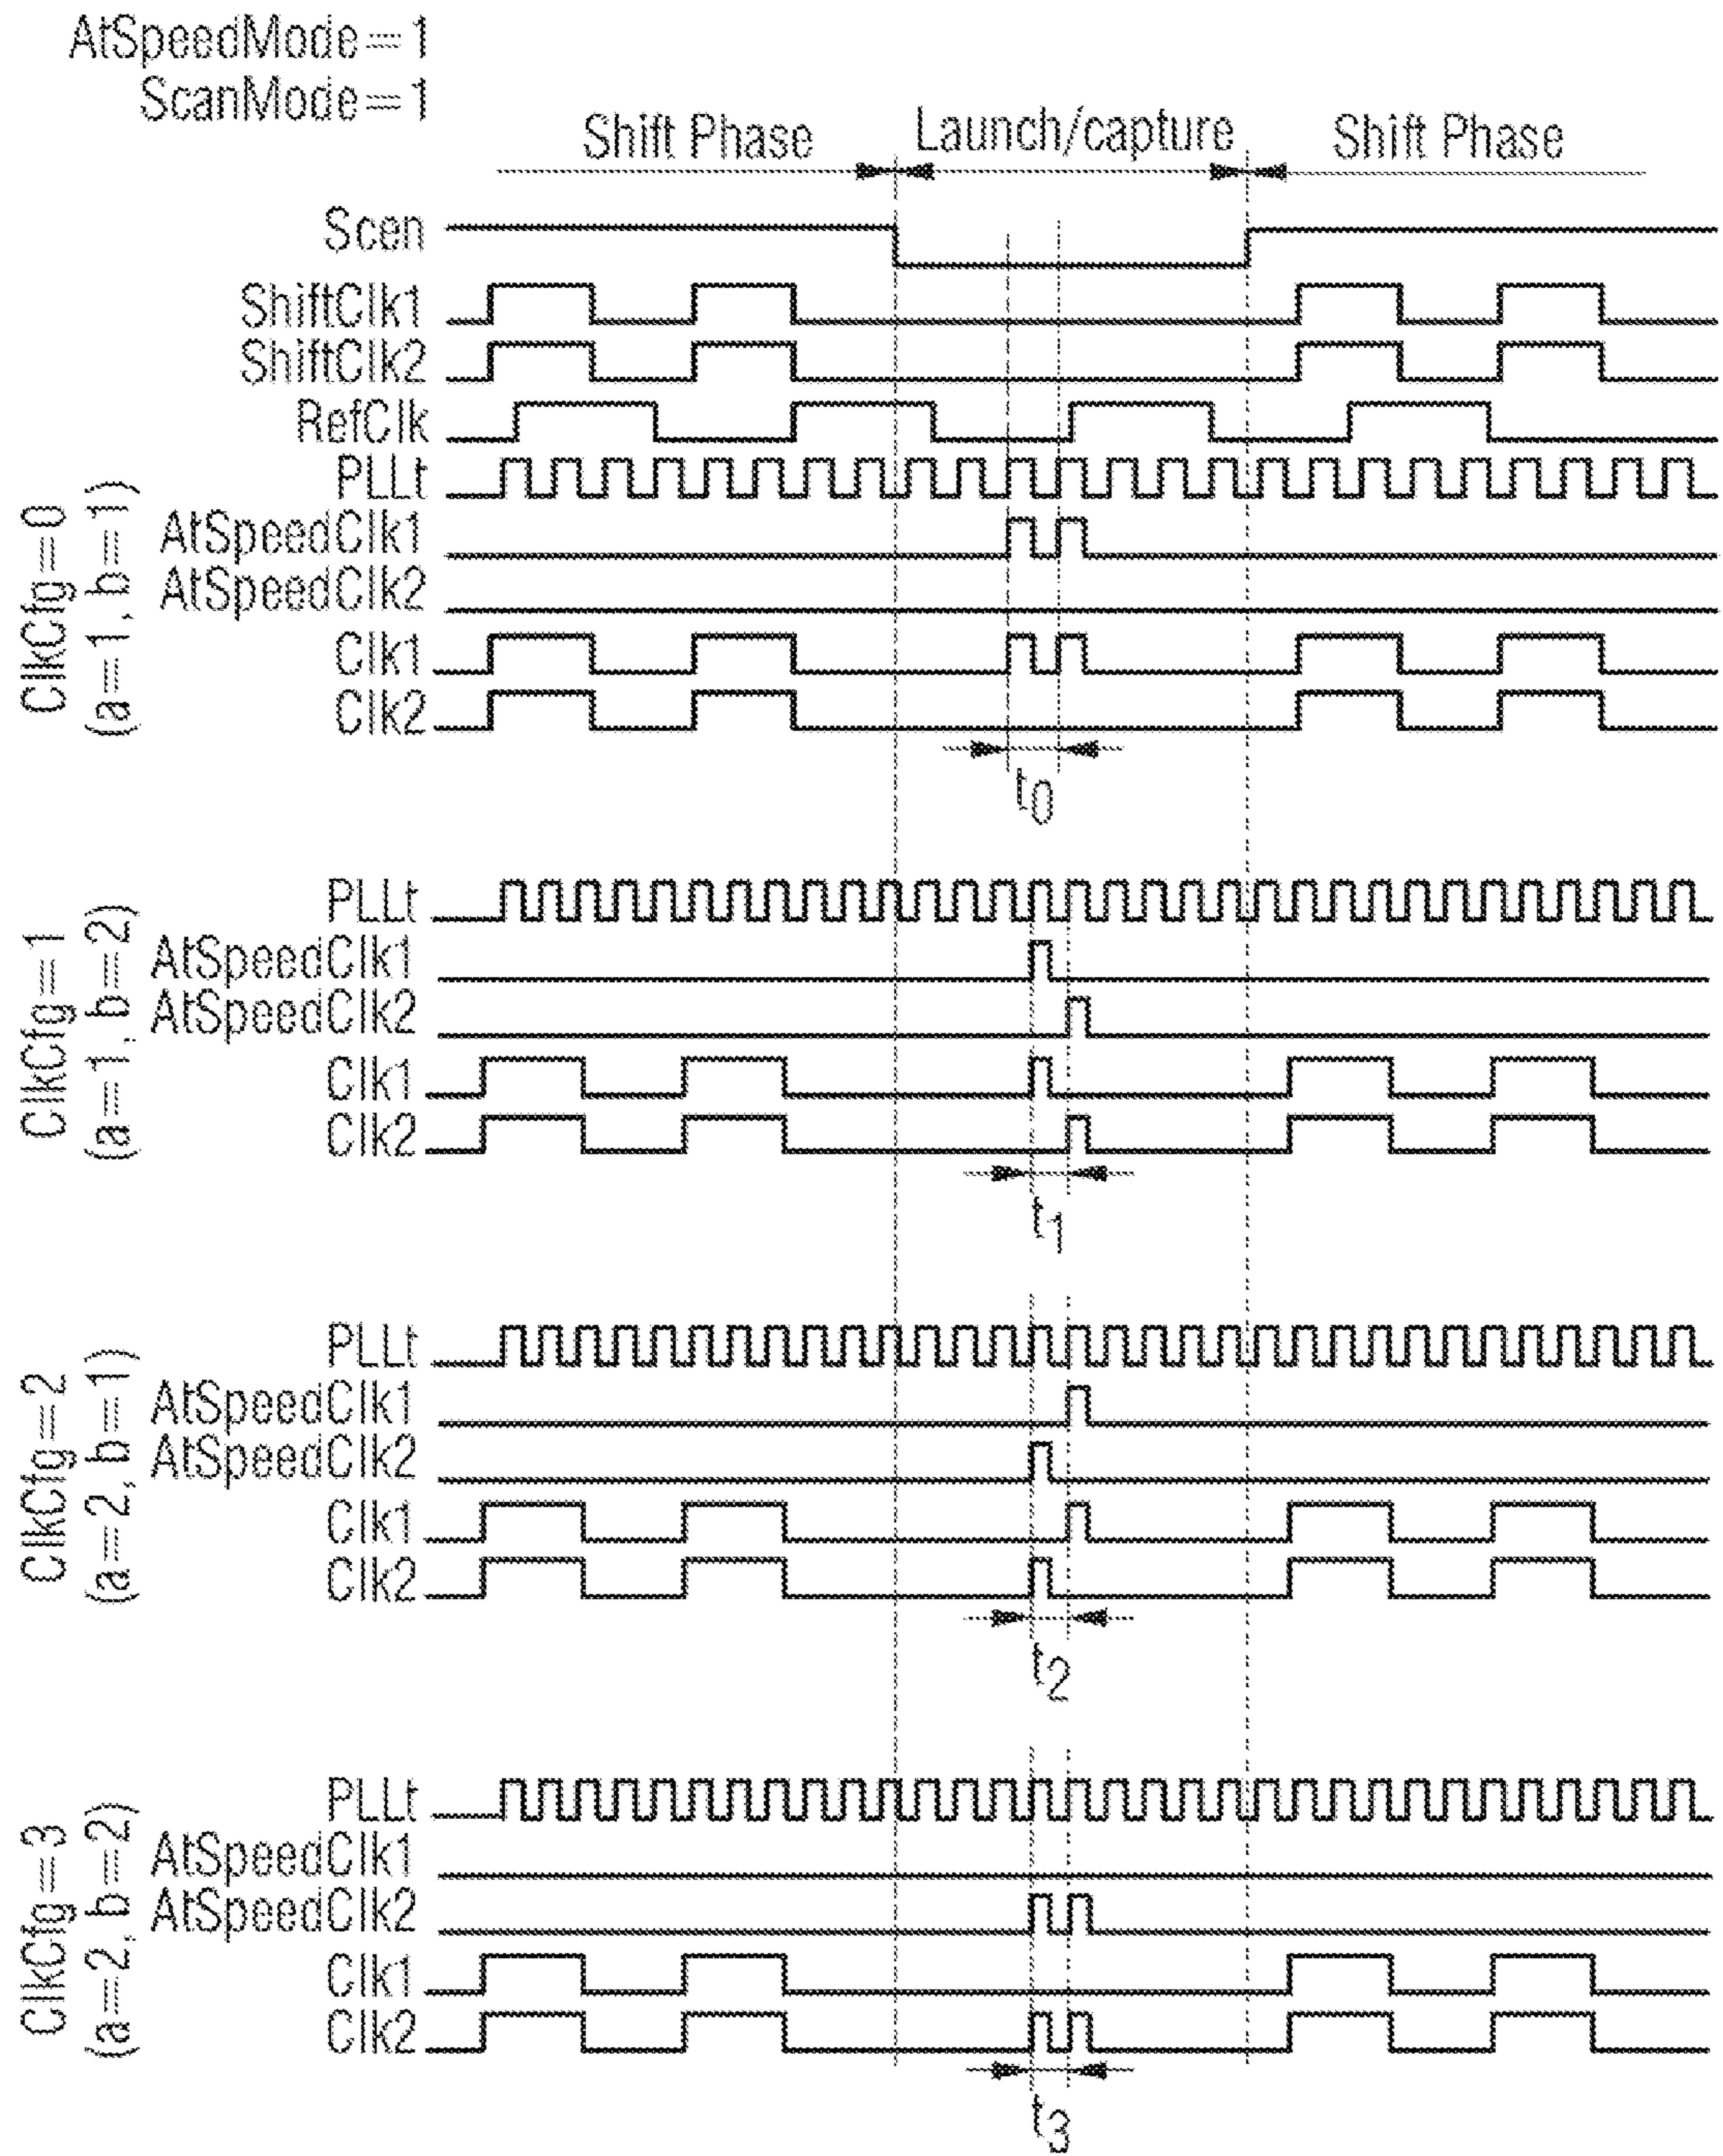 AtSpeedMode=1
ScanMode=1
Shift Phase
Launch/capture
Shift Phase
Scen
ShiftClk1
ShiftClk2
RefClk
ClkCfg=0
(a=1, b=1)
PLLt
AtSpeedClk1
AtSpeedClk2
Clk1
Clk2
t0
ClkCfg=1
(a=1, b=2)
PLLt
AtSpeedClk1
AtSpeedClk2
Clk1
Clk2
t1
ClkCfg=2
(a=2, b=1)
PLLt
AtSpeedClk1
AtSpeedClk2
Clk1
Clk2
t2
ClkCfg=3
(a=2, b=2)
PLLt
AtSpeedClk1
AtSpeedClk2
Clk1
Clk2
t3